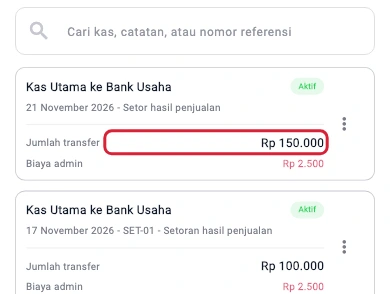 Cari kas, catatan, atau nomor referensi
Kas Utama ke Bank Usaha Aktif
21 November 2026 - Setor hasil penjualan
Jumlah transfer Rp 150.000
Biaya admin Rp 2.500
Kas Utama ke Bank Usaha Aktif
17 November 2026 - SET-01 - Setoran hasil penjualan
Jumlah transfer Rp 100.000
Biaya admin Rp 2.500